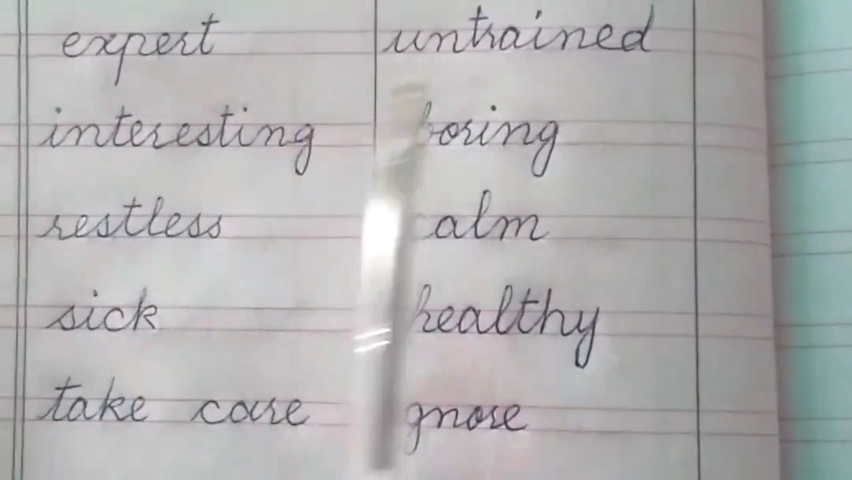 expert untrained
interesting boring
restless alm
sick healthy
take care gnore